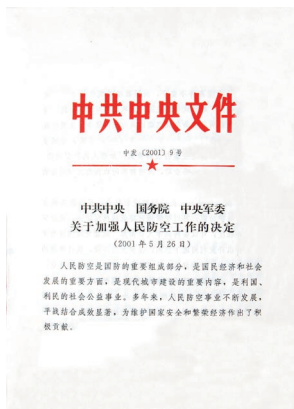 中共中央文件
中发〔2001〕9号
中共中央 国务院 中央军委
关于加强人民防空工作的决定
(2001年5月26日)
人民防空是国防的重要组成部分，是国民经济和社会
发展的重要方面，是现代城市建设的重要内容，是利国、
利民的社会公益事业。多年来，人民防空事业不断发展，
平战结合成效显著，为维护国家安全和繁荣经济作出了积
极贡献。